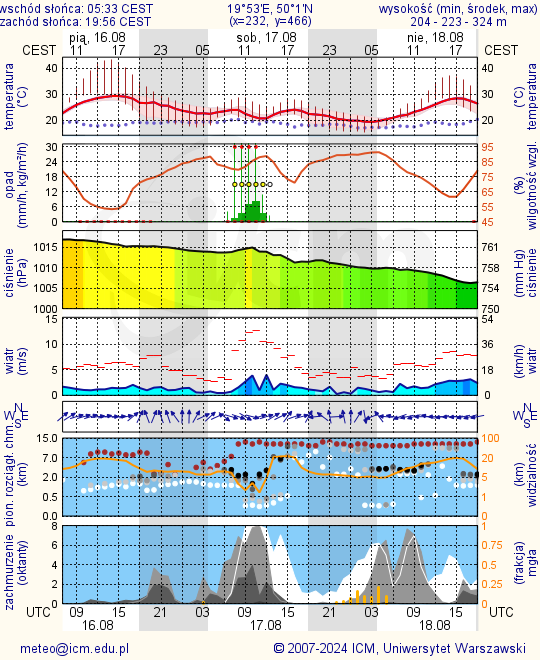 wschód słońca: 05:33 CEST 19°53'E, 50°1'N wysokość (min, środek, max)
zachód słońca: 19:56 CEST (x=232, y=466) 204 - 223 - 324 m
pią, 16.08 sob, 17.08 nie, 18.08
CEST 11 17 23 05 11 17 23 05 11 17 CEST
temperatura (°C) 40 30 20 40 30 20 (°C) temperatura
opad (mm/h, kg/m²/h) 30 24 18 12 6 0 95 85 75 65 55 45 (%) wilgotność wzgl.
ciśnienie (hPa) 1015 1010 1005 1000 761 758 754 750 (mm Hg) ciśnienie
wiatr (m/s) 15 10 5 0 54 36 18 0 (km/h) wiatr
N W E S N W E S
pion. rozciągł. chm. (km) 15.0 10.0 2.0 0.5 0.0 100 20 5 1 0 (km) widzialność
zachmurzenie (oktanty) 8 6 4 2 0 1 0.75 0.5 0.25 0 (frakcja) mgła
UTC 09 15 21 03 09 15 21 03 09 15 UTC
16.08 17.08 18.08
meteo@icm.edu.pl © 2007-2024 ICM, Uniwersytet Warszawski